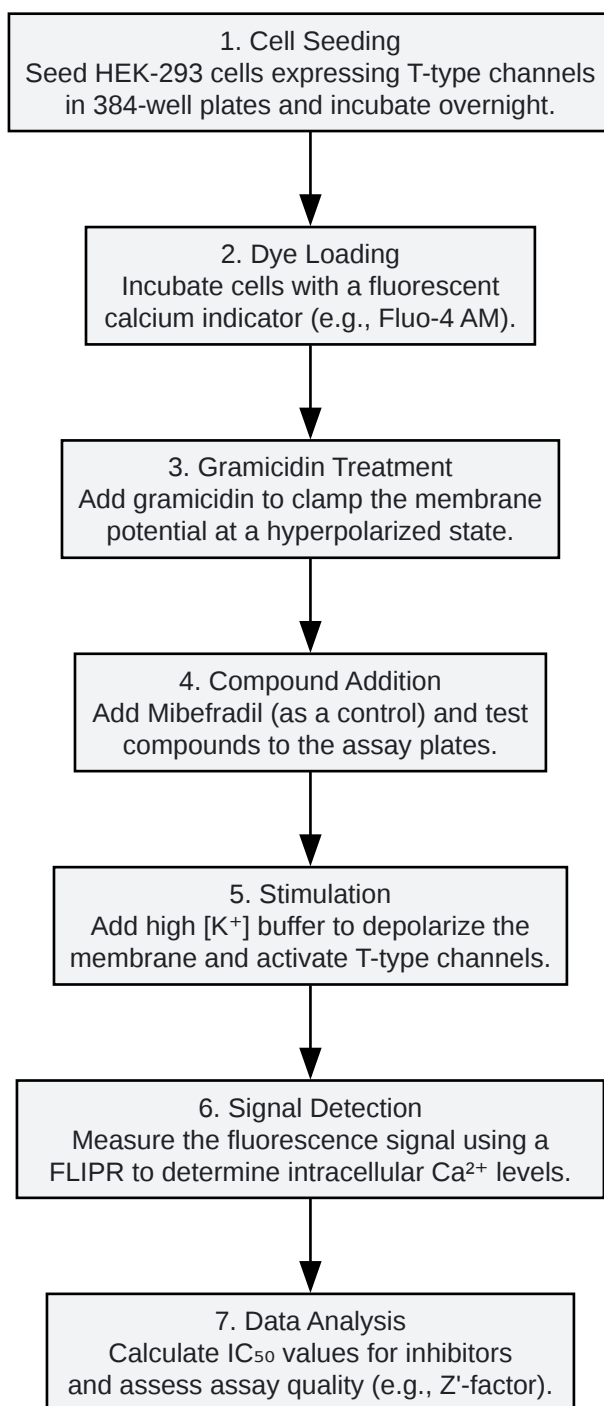 1. Cell Seeding
Seed HEK-293 cells expressing T-type channels
in 384-well plates and incubate overnight.
2. Dye Loading
Incubate cells with a fluorescent
calcium indicator (e.g., Fluo-4 AM).
3. Gramicidin Treatment
Add gramicidin to clamp the membrane
potential at a hyperpolarized state.
4. Compound Addition
Add Mibefradil (as a control) and test
compounds to the assay plates.
5. Stimulation
Add high [K⁺] buffer to depolarize the
membrane and activate T-type channels.
6. Signal Detection
Measure the fluorescence signal using a
FLIPR to determine intracellular Ca²⁺ levels.
7. Data Analysis
Calculate IC₅₀ values for inhibitors
and assess assay quality (e.g., Z'-factor).